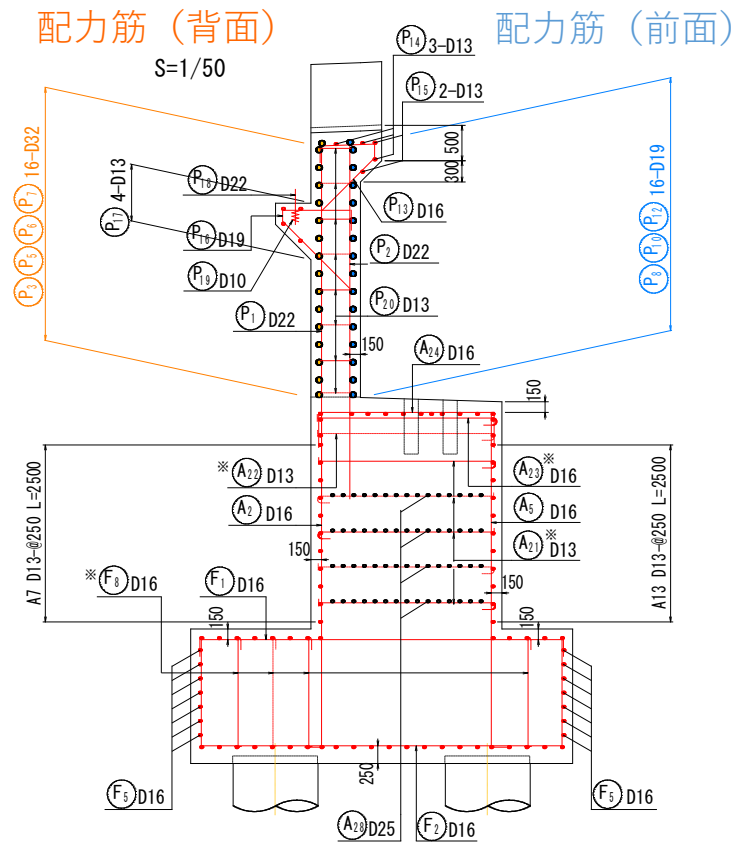 配力筋（背面）
配力筋（前面）
S=1/50
P14 3-D13
P15 2-D13
500
300
P3 P5 P6 P7 16-D32
P17 4-D13
P18 D22
P13 D16
P8 P10 P12 16-D19
P16 D19
P2 D22
P19 D10
P20 D13
P1 D22
150
A24 D16
150
※A22 D13
A23※ D16
A2 D16
A5 D16
A21※ D13
A7 D13-@250 L=2500
A13 D13-@250 L=2500
150
150
※F8 D16
F1 D16
150
150
250
F5 D16
F5 D16
A28 D25
F2 D16